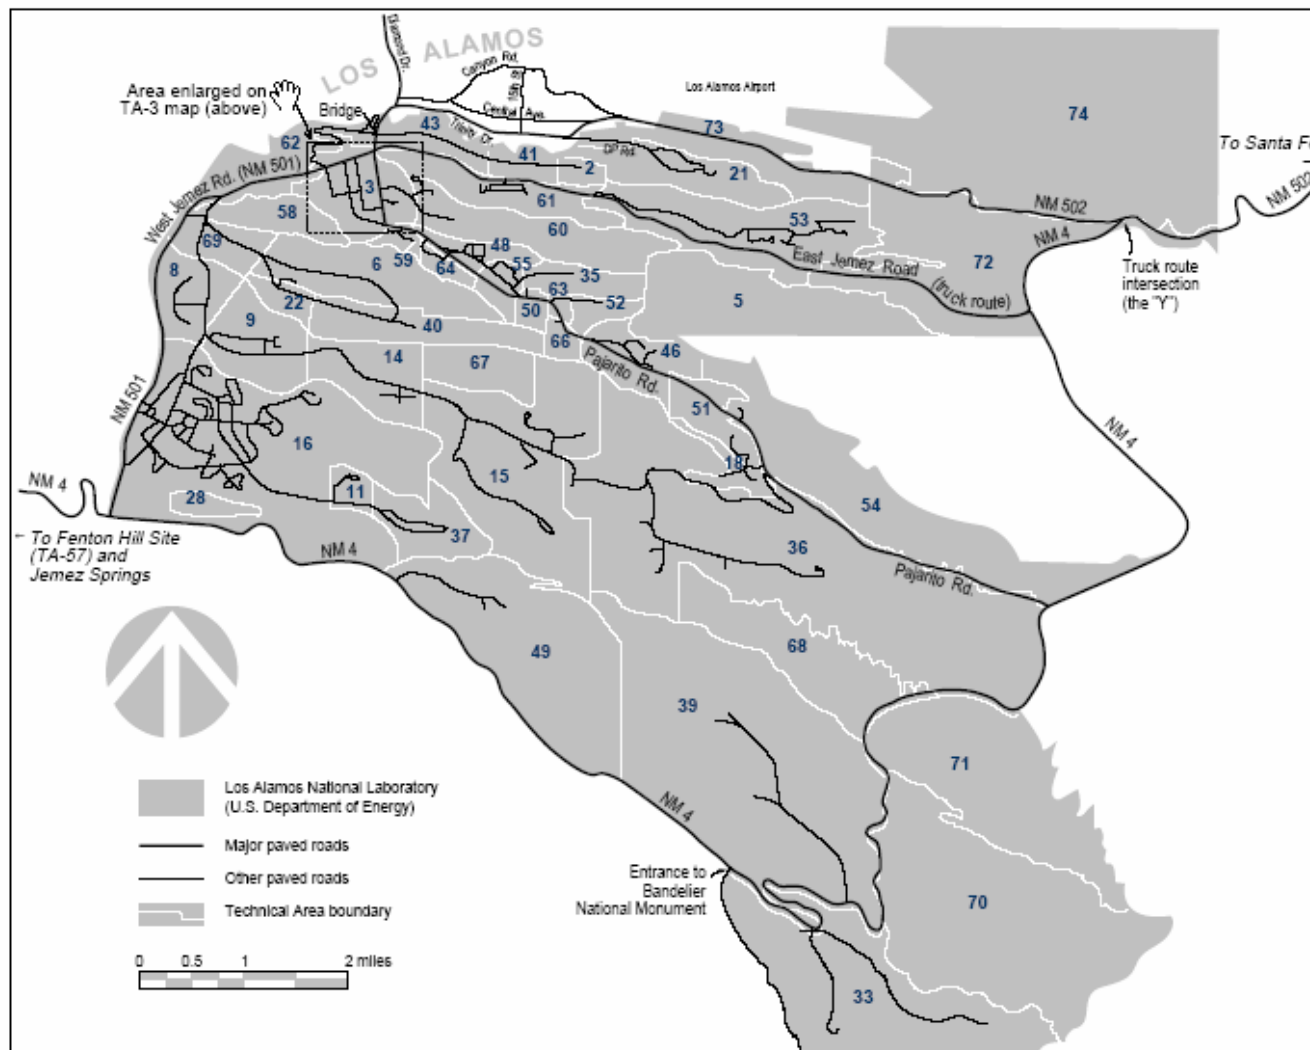 LOS ALAMOS
Diamond Dr.
Canyon Rd.
15th St.
Central Ave.
Los Alamos Airport
Area enlarged on
TA-3 map (above)
Bridge
43
Trinity Dr.
73
74
To Santa F
NM 502
62
41
2
DP Rd.
21
West Jemez Rd. (NM 501)
3
61
58
53
NM 502
NM 4
69
48
60
East Jemez Road
(truck route)
72
Truck route
intersection
(the "Y")
8
6
59
64
55
35
63
52
5
22
50
9
40
66
46
14
67
Pajarito Rd.
51
NM 501
NM 4
16
18
15
NM 4
28
11
54
To Fenton Hill Site
(TA-57) and
Jemez Springs
37
NM 4
36
Pajarito Rd.
49
68
39
71
Los Alamos National Laboratory
(U.S. Department of Energy)
NM 4
Major paved roads
Other paved roads
Entrance to
Bandelier
National Monument
Technical Area boundary
70
0 0.5 1 2 miles
33